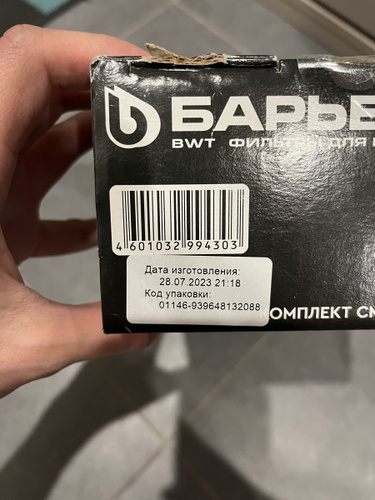 БАРЬЕ
BWT ФИЛЬТРЫ ДЛЯ
4 601032 994303
Дата изготовления:
28.07.2023 21:18
Код упаковки:
01146-939648132088
ОМПЛЕКТ СМ